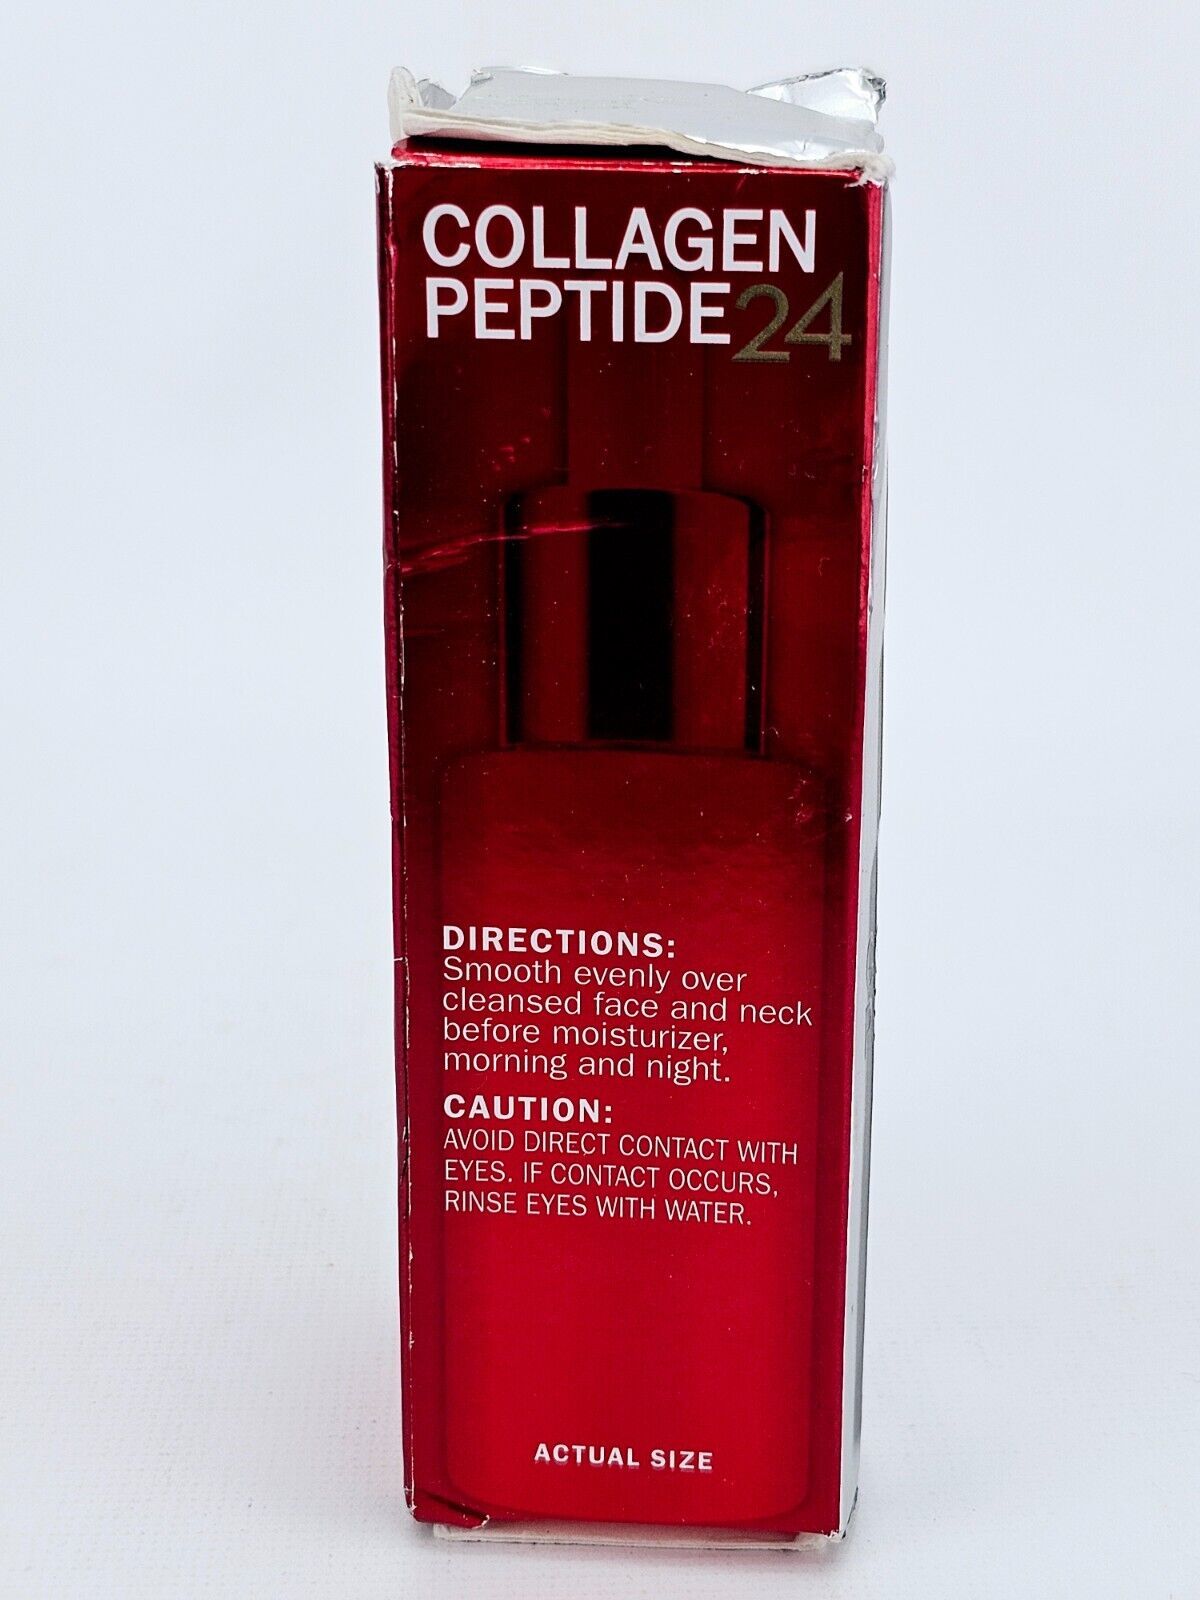 COLLAGEN
PEPTIDE24
DIRECTIONS:
Smooth evenly over
cleansed face and neck
before moisturizer,
morning and night.
CAUTION:
AVOID DIRECT CONTACT WITH
EYES. IF CONTACT OCCURS,
RINSE EYES WITH WATER.
ACTUAL SIZE